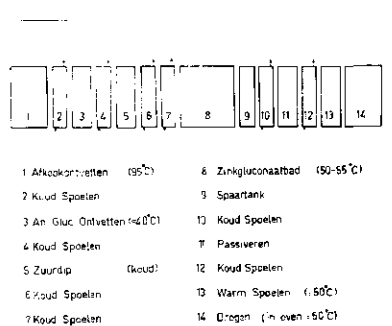 1 2 3 4 5 6 7 8 9 10 11 12 13 14
1 Afkookontvetten (95°C)
2 Koud Spoelen
3 An. Gluc. Ontvetten (<40°C)
4 Koud Spoelen
5 Zuurdip (koud)
6 Koud Spoelen
7 Koud Spoelen
8 Zinkgluconaatbad (50-55°C)
9 Spaartank
10 Koud Spoelen
11 Passiveren
12 Koud Spoelen
13 Warm Spoelen 50°C)
14 Drogen (in oven 50°C)